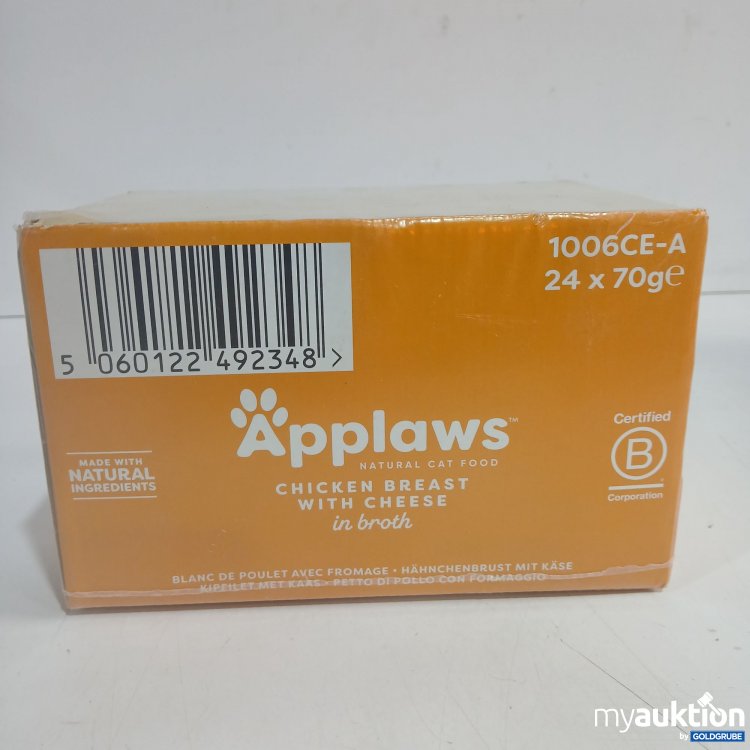 1006CE-A
24 x 70g℮
5 060122 492348 >
Applaws™
NATURAL CAT FOOD
CHICKEN BREAST
WITH CHEESE
in broth
MADE WITH
NATURAL
INGREDIENTS
Certified
B
Corporation
BLANC DE POULET AVEC FROMAGE • HÄHNCHENBRUST MIT KÄSE
KIPFILET MET KAAS • PETTO DI POLLO CON FORMAGGIO
myauktion
by GOLDGRUBE